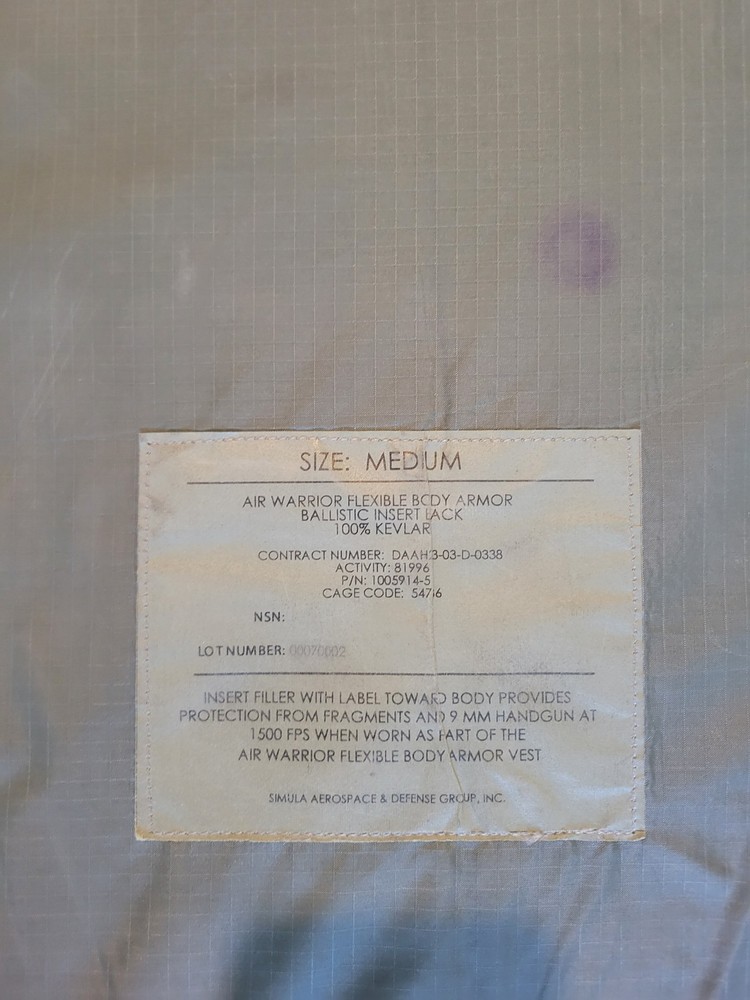 SIZE: MEDIUM
AIR WARRIOR FLEXIBLE BODY ARMOR
BALLISTIC INSERT PACK
100% KEVLAR
CONTRACT NUMBER: DAAH23-03-D-0338
ACTIVITY: 81996
P/N: 1005914-5
CAGE CODE:
NSN:
LOT NUMBER: 00020002
INSERT FILLER WITH LABEL TOWARD BODY PROVIDES
PROTECTION FROM FRAGMENTS AND 9 MM HANDGUN AT
1500 FPS WHEN WORN AS PART OF THE
AIR WARRIOR FLEXIBLE BODY ARMOR VEST
SIMULA AEROSPACE & DEFENSE GROUP, INC.